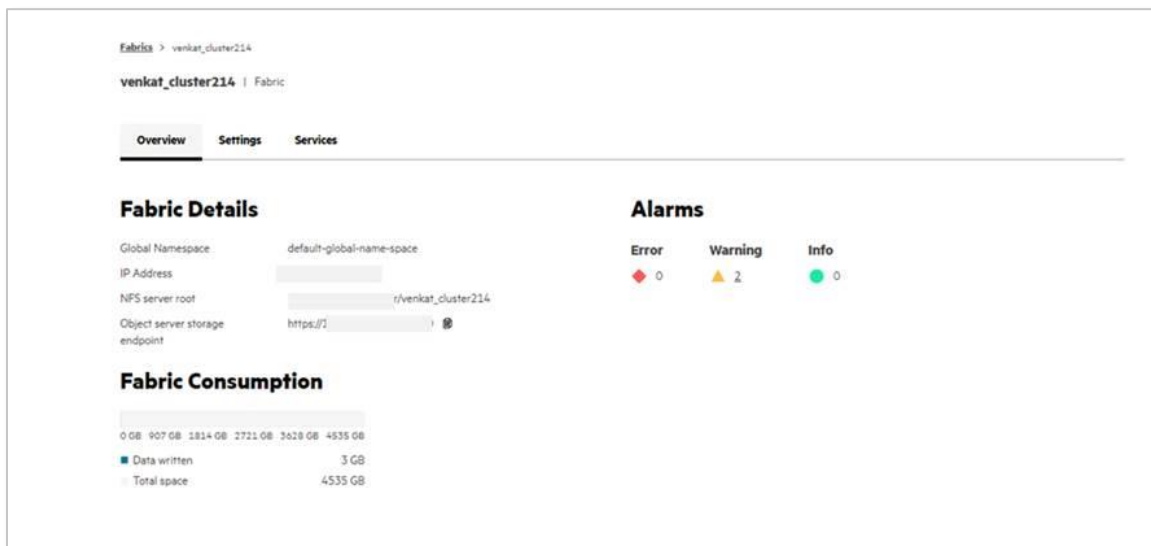 Fabrics > venkat_cluster214
venkat_cluster214 | Fabric
Overview Settings Services
Fabric Details
Global Namespace default-global-name-space
IP Address
NFS server root r/venkat_cluster214
Object server storage endpoint https://
Fabric Consumption
0 GB 907 GB 1814 GB 2721 GB 3628 GB 4535 GB
Data written 3 GB
Total space 4535 GB
Alarms
Error Warning Info
0 2 0